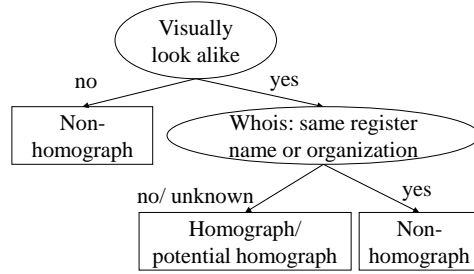 Visually
look alike
no
yes
Non-
homograph
Whois: same register
name or organization
no/ unknown
yes
Homograph/
potential homograph
Non-
homograph